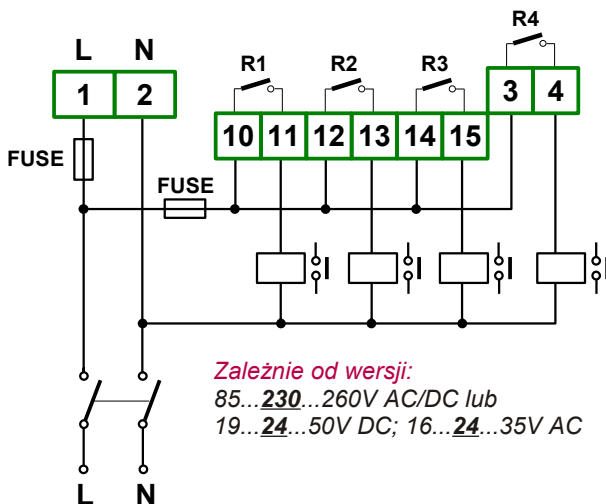 R4
L N
R1 R2 R3
1 2
3 4
10 11 12 13 14 15
FUSE
FUSE
Zależnie od wersji:
85...230...260V AC/DC lub
19...24...50V DC; 16...24...35V AC
L N